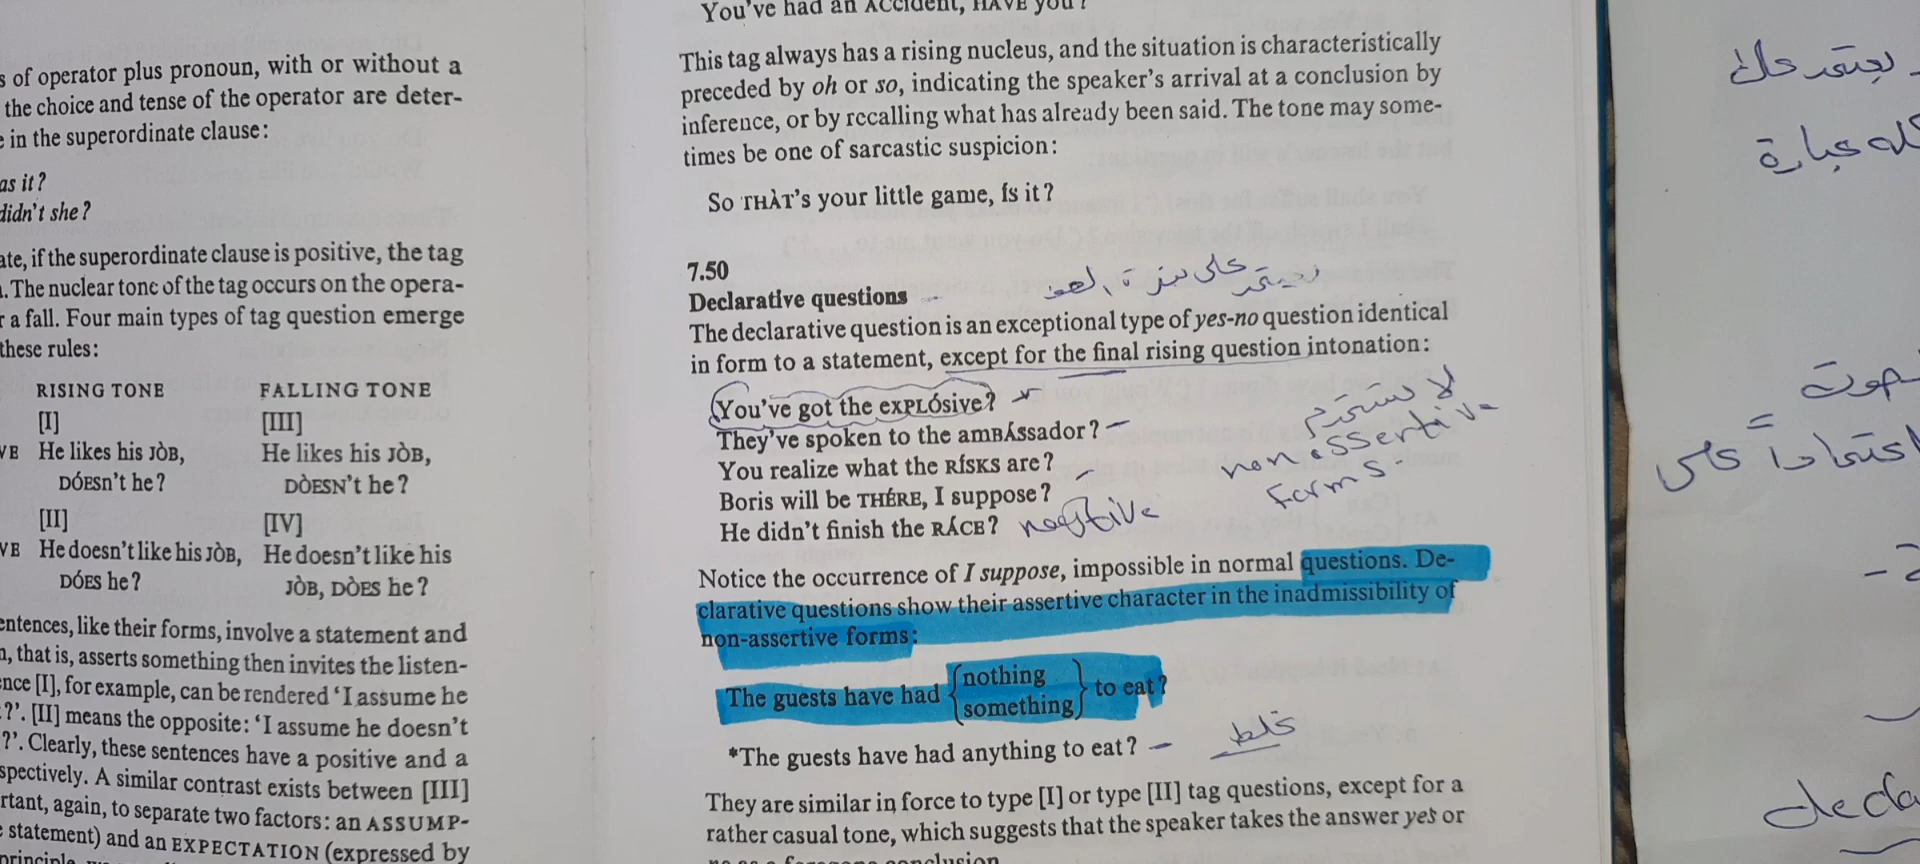 s of operator plus pronoun, with or without a
the choice and tense of the operator are deter-
e in the superordinate clause:
as it?
didn't she?
ate, if the superordinate clause is positive, the tag
. The nuclear tone of the tag occurs on the opera-
r a fall. Four main types of tag question emerge
these rules:
RISING TONE FALLING TONE
[I] [III]
VE He likes his JÒB, He likes his JÒB,
DÓESn't he? DÒESN't he?
[II] [IV]
VE He doesn't like his JÒB, He doesn't like his
DÓES he? JÒB, DÒES he?
entences, like their forms, involve a statement and
n, that is, asserts something then invites the listen-
ence [I], for example, can be rendered 'I assume he
?'. [II] means the opposite: 'I assume he doesn't
?'. Clearly, these sentences have a positive and a
spectively. A similar contrast exists between [III]
rtant, again, to separate two factors: an ASSUMP-
statement) and an EXPECTATION (expressed by
You've had an ACCident, HAVE you?
This tag always has a rising nucleus, and the situation is characteristically
preceded by oh or so, indicating the speaker's arrival at a conclusion by
inference, or by recalling what has already been said. The tone may some-
times be one of sarcastic suspicion:
So THÀT's your little game, ís it?
7.50
Declarative questions
The declarative question is an exceptional type of yes-no question identical
in form to a statement, except for the final rising question intonation:
You've got the exPLÓsive?
They've spoken to the amBÁSsador?
You realize what the RÍSKS are?
Boris will be THÉRE, I suppose?
He didn't finish the RÁCE? negative
لا تستخدم
non-assertive
forms
Notice the occurrence of I suppose, impossible in normal questions. De-
clarative questions show their assertive character in the inadmissibility of
non-assertive forms:
The guests have had {nothing
something} to eat?
*The guests have had anything to eat? — غلط
They are similar in force to type [I] or type [II] tag questions, except for a
rather casual tone, which suggests that the speaker takes the answer yes or
no as a foregone conclusion
عبارة